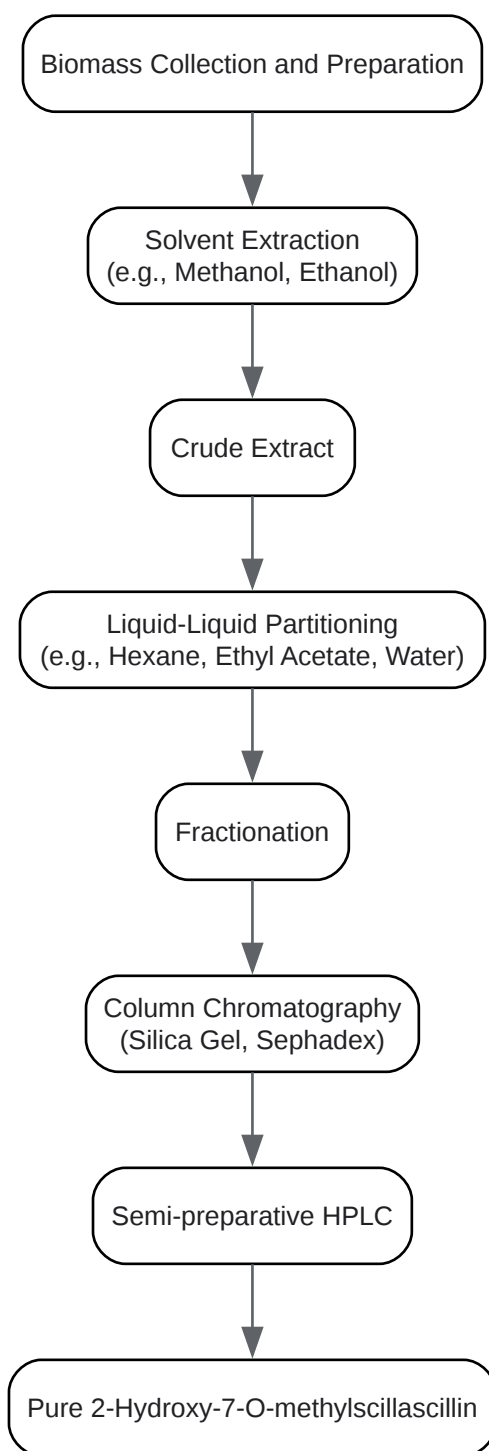 Biomass Collection and Preparation
Solvent Extraction
(e.g., Methanol, Ethanol)
Crude Extract
Liquid-Liquid Partitioning
(e.g., Hexane, Ethyl Acetate, Water)
Fractionation
Column Chromatography
(Silica Gel, Sephadex)
Semi-preparative HPLC
Pure 2-Hydroxy-7-O-methylscillascillin